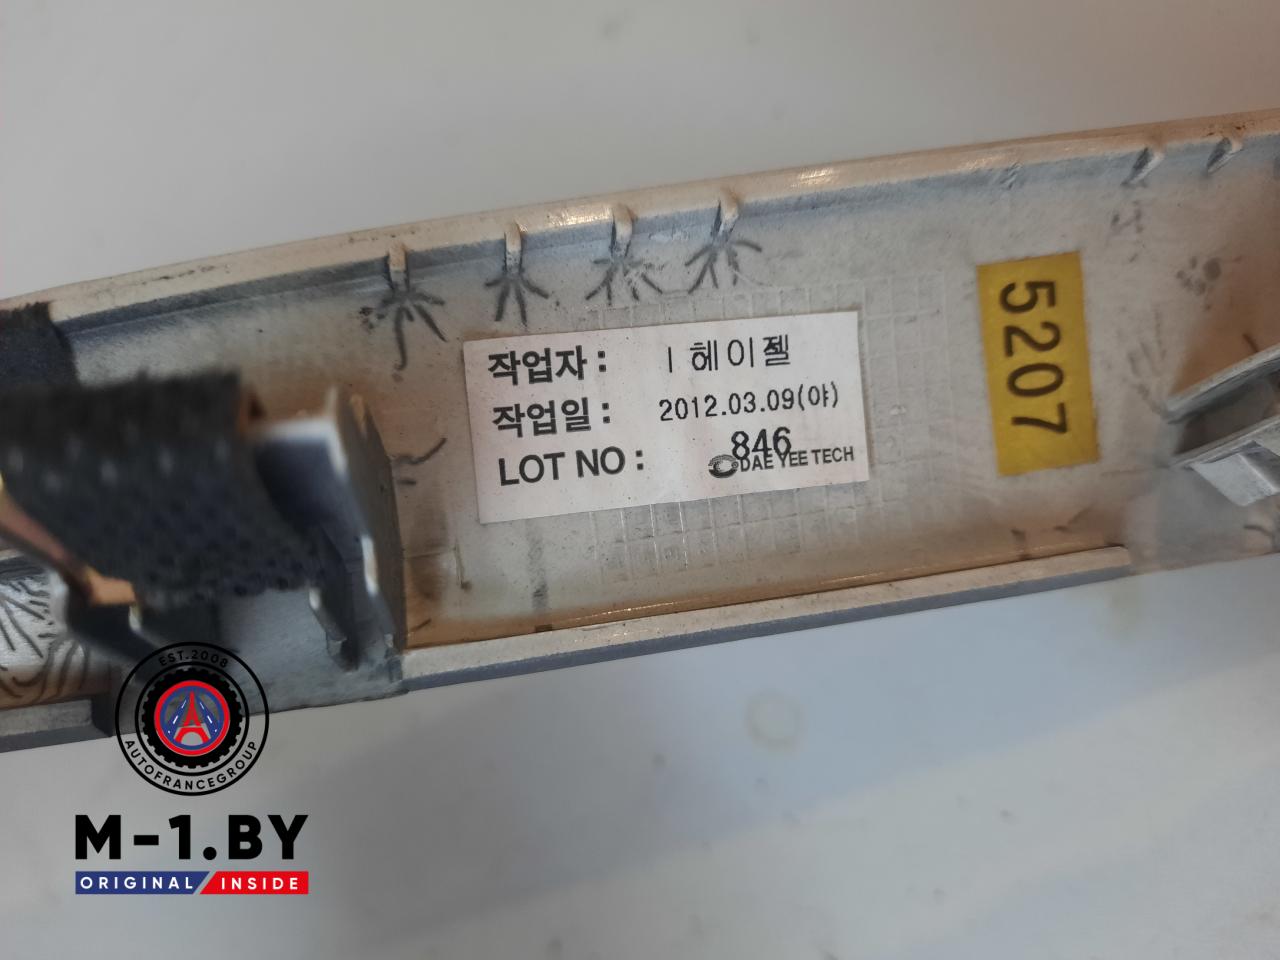 작업자 : I 헤이젤
작업일 : 2012.03.09(야)
LOT NO : 846
DAE YEE TECH
5207
EST.2008
AUTOFRANCEGROUP
M-1.BY
ORIGINAL INSIDE